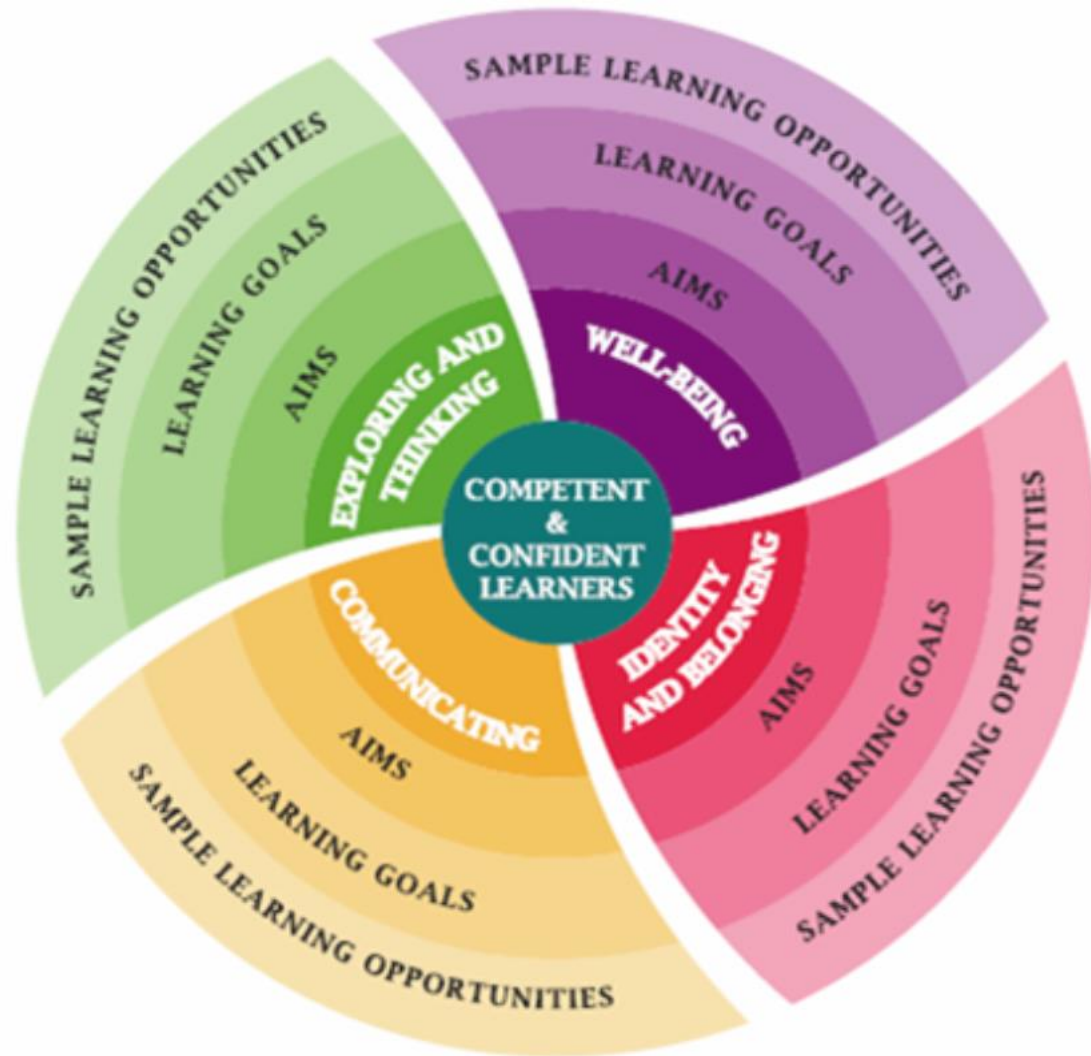 COMPETENT
&
CONFIDENT
LEARNERS
WELL-BEING
AIMS
LEARNING GOALS
SAMPLE LEARNING OPPORTUNITIES
IDENTITY
AND BELONGING
AIMS
LEARNING GOALS
SAMPLE LEARNING OPPORTUNITIES
COMMUNICATING
AIMS
LEARNING GOALS
SAMPLE LEARNING OPPORTUNITIES
EXPLORING AND
THINKING
AIMS
LEARNING GOALS
SAMPLE LEARNING OPPORTUNITIES